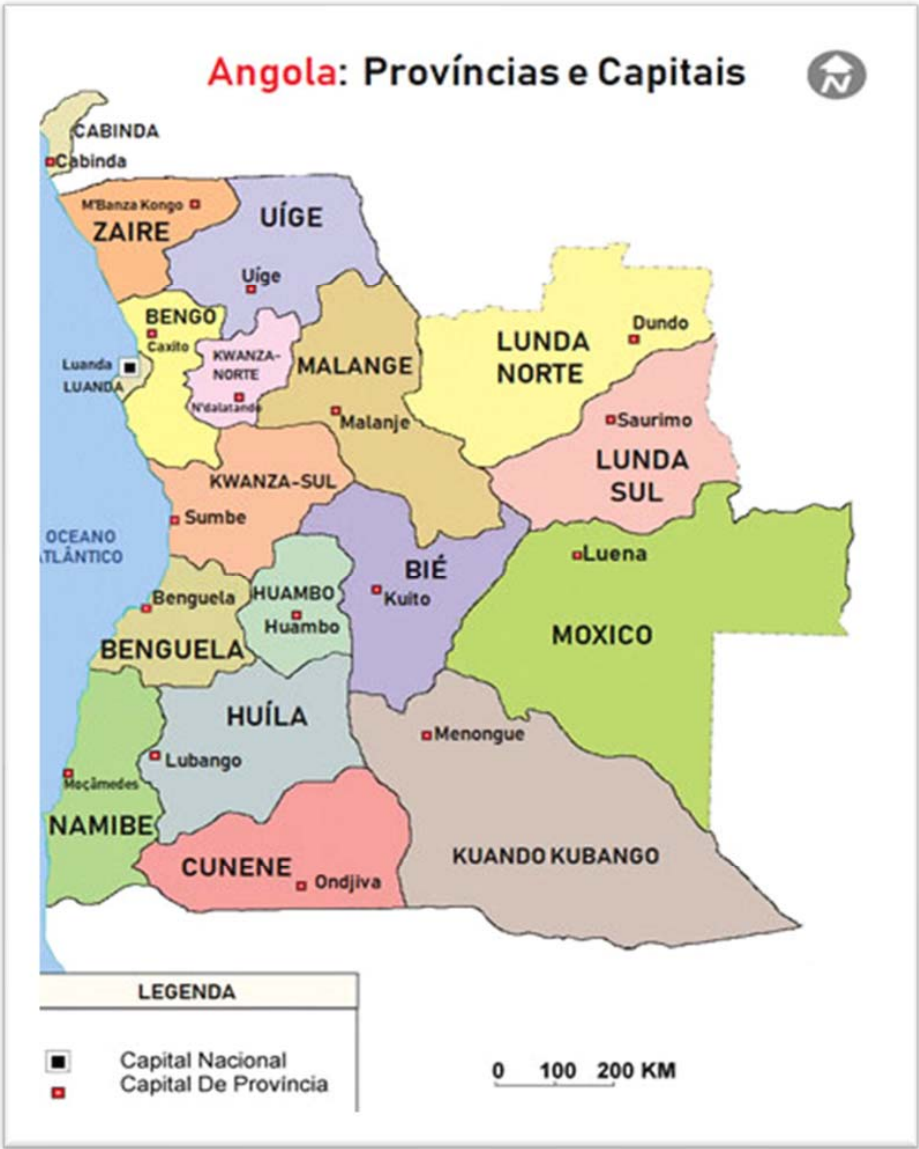 Angola: Províncias e Capitais
N
CABINDA
Cabinda
M'Banza Kongo
ZAIRE
UÍGE
Uíge
BENGO
Caxito
Luanda
LUANDA
KWANZA-
NORTE
N'dalatando
MALANGE
Malanje
LUNDA
NORTE
Dundo
Saurimo
LUNDA
SUL
KWANZA-SUL
Sumbe
OCEANO
ATLÂNTICO
BIÉ
Kuito
Luena
MOXICO
Benguela
BENGUELA
HUAMBO
Huambo
HUÍLA
Lubango
Menongue
Moçâmedes
NAMIBE
CUNENE
Ondjiva
KUANDO KUBANGO
LEGENDA
Capital Nacional
Capital De Província
0 100 200 KM